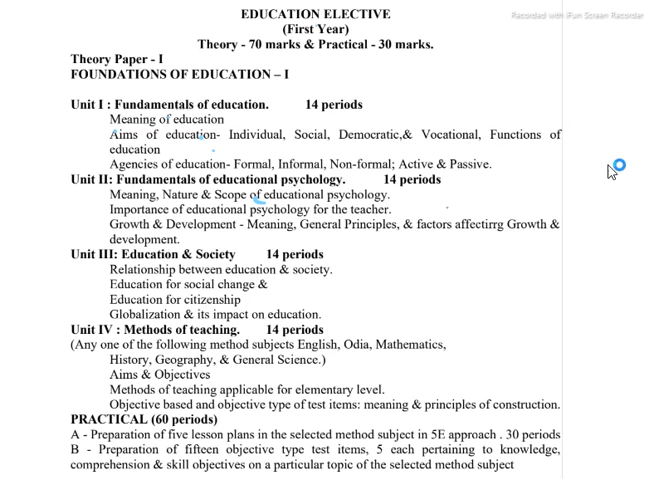 EDUCATION ELECTIVE
Recorded with iFun Screen Recorder
(First Year)
Theory - 70 marks & Practical - 30 marks.
Theory Paper - I
FOUNDATIONS OF EDUCATION – I
Unit I : Fundamentals of education. 14 periods
Meaning of education
Aims of education- Individual, Social, Democratic,& Vocational, Functions of
education
Agencies of education- Formal, Informal, Non-formal; Active & Passive.
Unit II: Fundamentals of educational psychology. 14 periods
Meaning, Nature & Scope of educational psychology.
Importance of educational psychology for the teacher.
Growth & Development - Meaning, General Principles, & factors affectirrg Growth &
development.
Unit III: Education & Society 14 periods
Relationship between education & society.
Education for social change &
Education for citizenship
Globalization & its impact on education.
Unit IV : Methods of teaching. 14 periods
(Any one of the following method subjects English, Odia, Mathematics,
History, Geography, & General Science.)
Aims & Objectives
Methods of teaching applicable for elementary level.
Objective based and objective type of test items: meaning & principles of construction.
PRACTICAL (60 periods)
A - Preparation of five lesson plans in the selected method subject in 5E approach . 30 periods
B - Preparation of fifteen objective type test items, 5 each pertaining to knowledge,
comprehension & skill objectives on a particular topic of the selected method subject